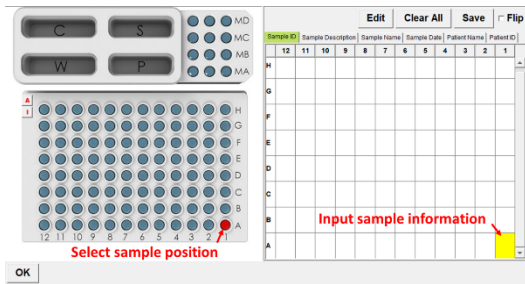 C S MD
MC
MB
W P MA
A
I
H
G
F
E
D
C
B
A
12 11 10 9 8 7 6 5 4 3 2 1
Select sample position
OK
Edit Clear All Save Flip
Sample ID Sample Description Sample Name Sample Date Patient Name Patient ID
12 11 10 9 8 7 6 5 4 3 2 1
H
G
F
E
D
C
B
A
Input sample information